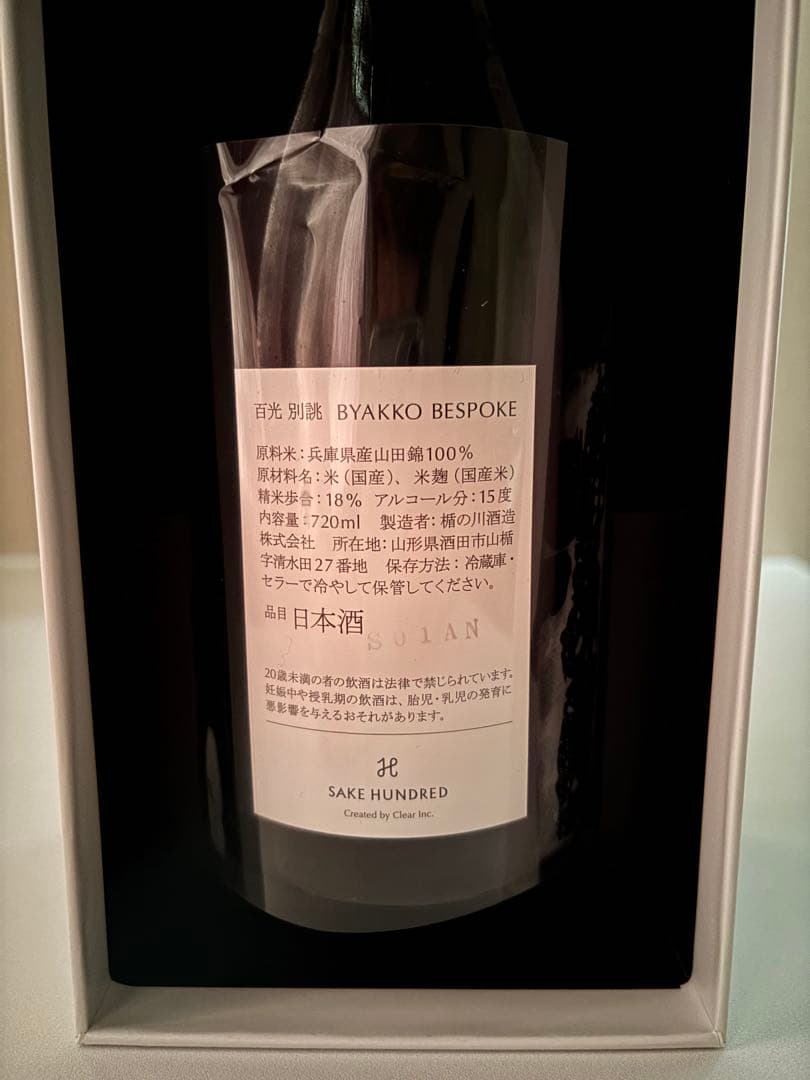 百光 別誂 BYAKKO BESPOKE
原料米：兵庫県産山田錦100%
原材料名：米（国産）、米麹（国産米）
精米歩合：18% アルコール分：15度
内容量：720ml 製造者：楯の川酒造
株式会社 所在地：山形県酒田市山楯
字清水田27番地 保存方法：冷蔵庫・
セラーで冷やして保管してください。
品目 日本酒
S01AN
20歳未満の者の飲酒は法律で禁じられています。
妊娠中や授乳期の飲酒は、胎児・乳児の発育に
悪影響を与えるおそれがあります。
SAKE HUNDRED
Created by Clear Inc.